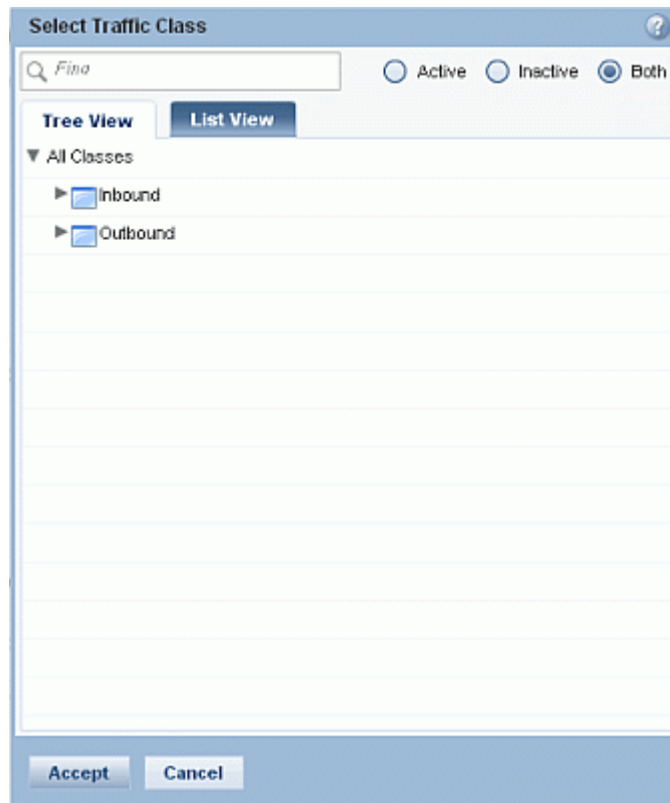 Select Traffic Class
?
Find
Active Inactive Both
Tree View List View
All Classes
Inbound
Outbound
Accept Cancel